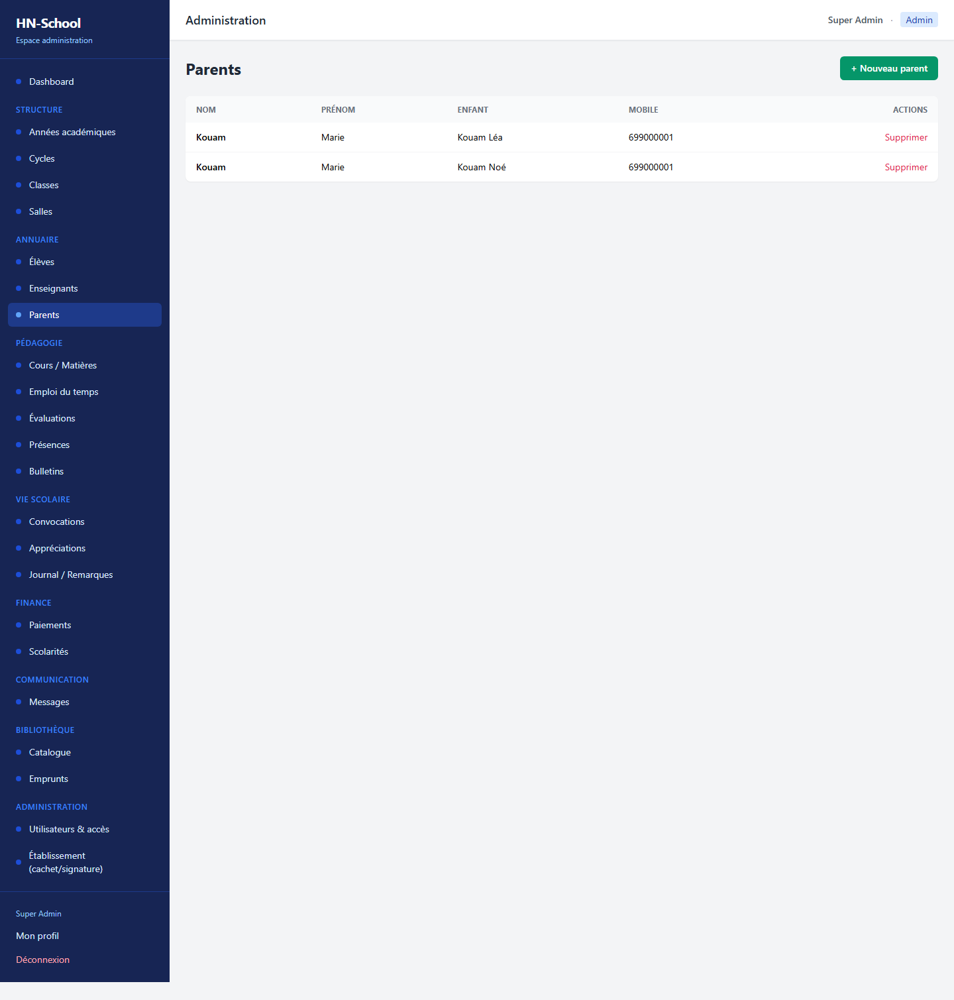 HN-School
Espace administration
Dashboard
STRUCTURE
Années académiques
Cycles
Classes
Salles
ANNUAIRE
Élèves
Enseignants
Parents
PÉDAGOGIE
Cours / Matières
Emploi du temps
Évaluations
Présences
Bulletins
VIE SCOLAIRE
Convocations
Appréciations
Journal / Remarques
FINANCE
Paiements
Scolarités
COMMUNICATION
Messages
BIBLIOTHÈQUE
Catalogue
Emprunts
ADMINISTRATION
Utilisateurs & accès
Établissement
(cachet/signature)
Super Admin
Mon profil
Déconnexion
Administration
Super Admin · Admin
Parents
+ Nouveau parent
NOM PRÉNOM ENFANT MOBILE ACTIONS
Kouam Marie Kouam Léa 699000001 Supprimer
Kouam Marie Kouam Noé 699000001 Supprimer